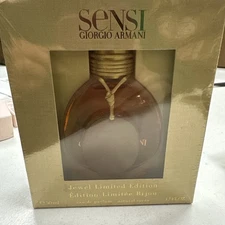 SENSI
GIORGIO ARMANI
Jewel Limited Edition
Edition Limitée Bijou